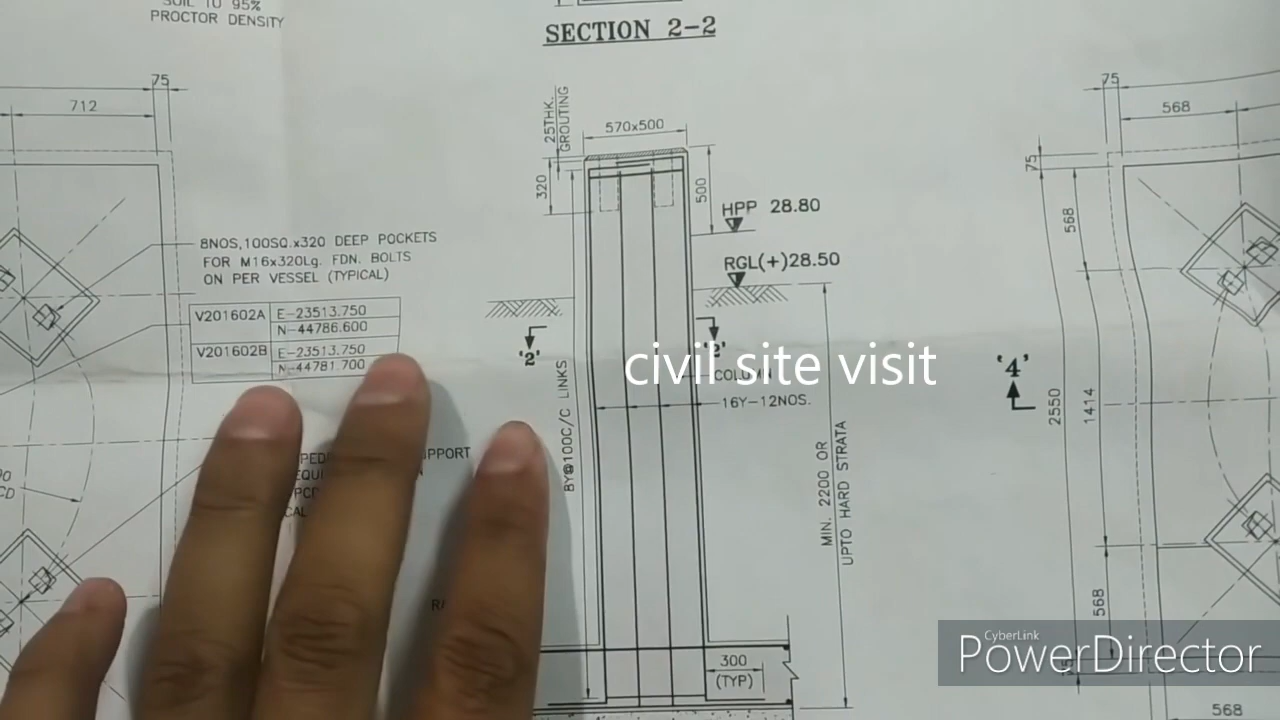 SOIL TO 95%
PROCTOR DENSITY
SECTION 2-2
75
712
25THK.
GROUTING
570x500
320
500
HPP 28.80
RGL(+)28.50
8NOS,100SQ.x320 DEEP POCKETS
FOR M16x320Lg. FDN. BOLTS
ON PER VESSEL (TYPICAL)
V201602A
E-23513.750
N-44786.600
V201602B
E-23513.750
N-44781.700
'2'
'2'
civil site visit
COLUMN
16Y-12NOS.
8Y@100C/C LINKS
MIN. 2200 OR
UPTO HARD STRATA
300
(TYP)
75
568
75
568
'4'
2550
1414
568
568
CyberLink
PowerDirector